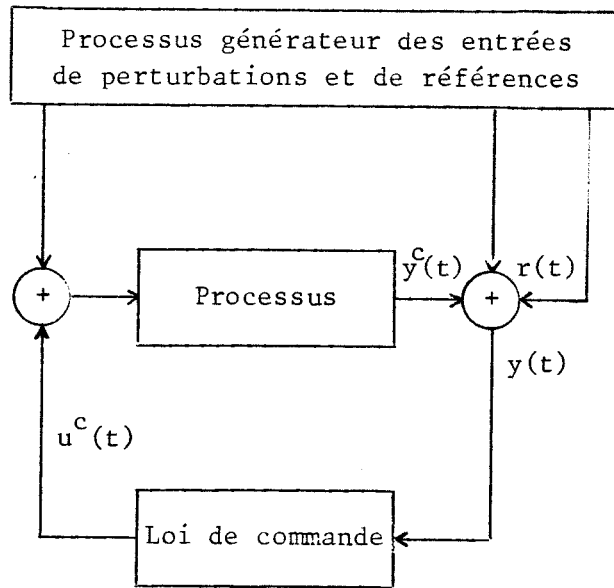 Processus générateur des entrées
de perturbations et de références
y^c(t)
r(t)
+
Processus
+
y(t)
u^c(t)
Loi de commande